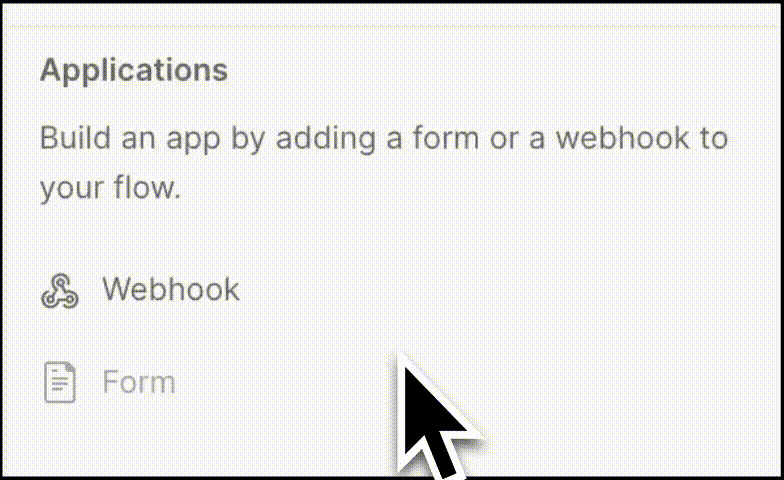 Applications
Build an app by adding a form or a webhook to
your flow.
Webhook
Form